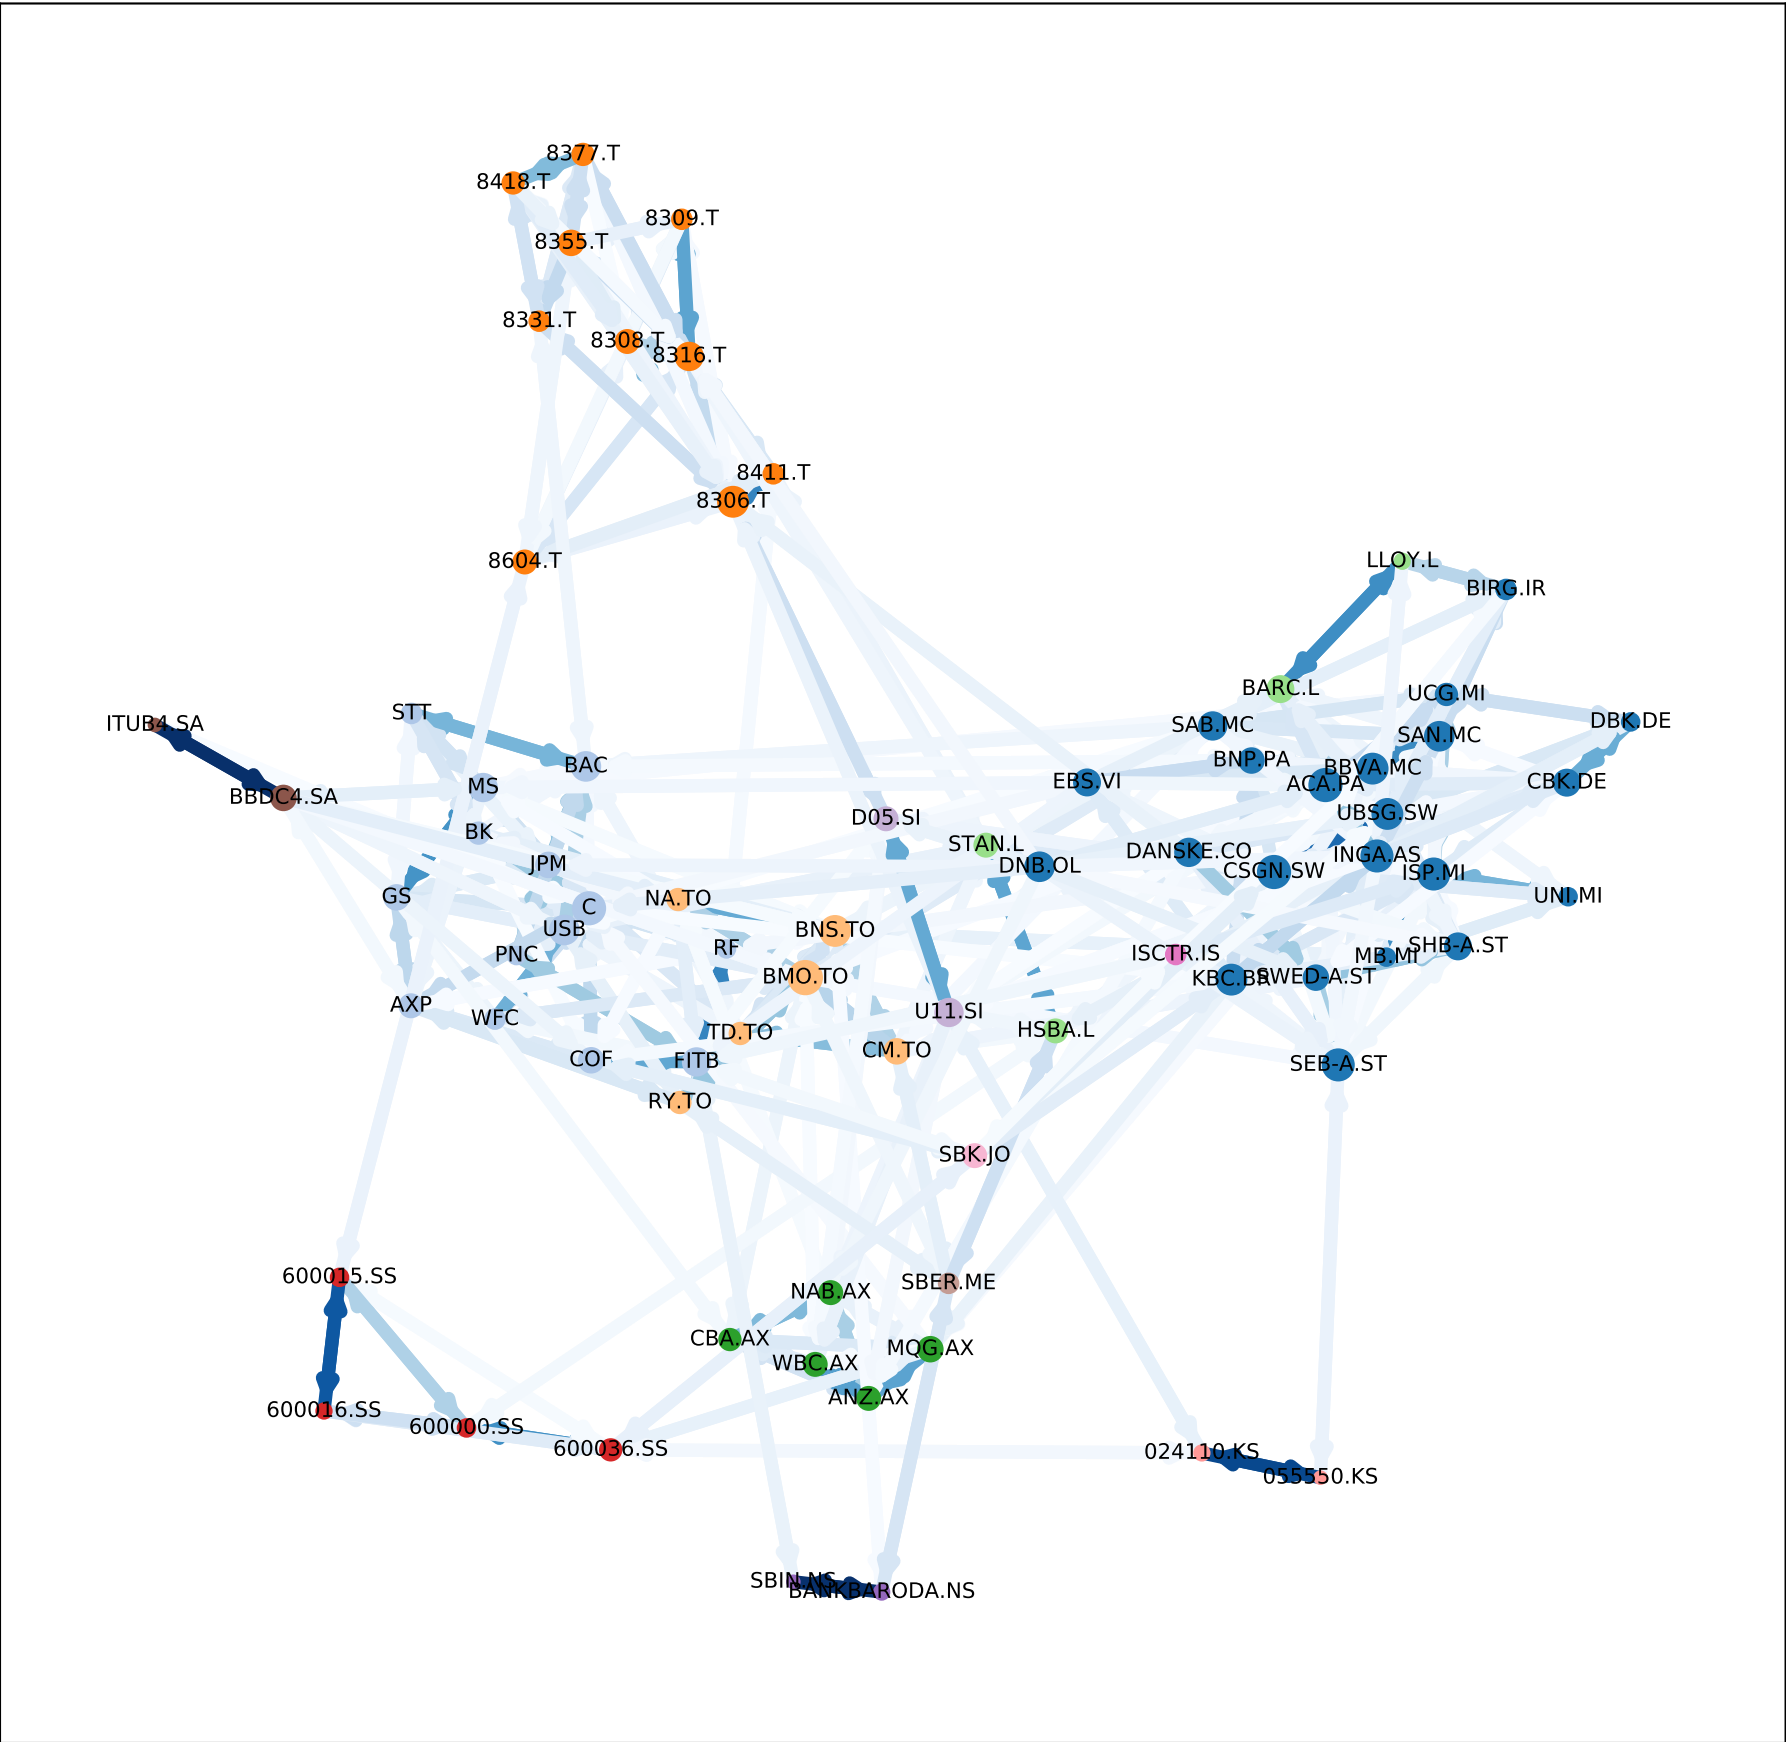 8377.T
8418.T
8309.T
8355.T
8331.T
8308.T
8316.T
8411.T
8306.T
8604.T
LLOY.L
BIRG.IR
BARC.L
UCG.MI
STT
ITUB4.SA
SAB.MC
DBK.DE
SAN.MC
BNP.PA
BAC
BBVA.MC
EBS.VI
ACA.PA
CBK.DE
MS
BBDC4.SA
UBSG.SW
D05.SI
BK
STAN.L
DANSKE.CO
INGA.AS
JPM
DNB.OL
CSGN.SW
ISP.MI
GS
NA.TO
UNI.MI
C
USB
BNS.TO
RF
SHB-A.ST
PNC
ISCTR.IS
MB.MI
BMO.TO
KBC.BR
SWED-A.ST
AXP
U11.SI
WFC
TD.TO
HSBA.L
CM.TO
COF
FITB
SEB-A.ST
RY.TO
SBK.JO
600015.SS
SBER.ME
NAB.AX
CBA.AX
MQG.AX
WBC.AX
ANZ.AX
600016.SS
600000.SS
600036.SS
024110.KS
055550.KS
SBIN.NS
BANKBARODA.NS